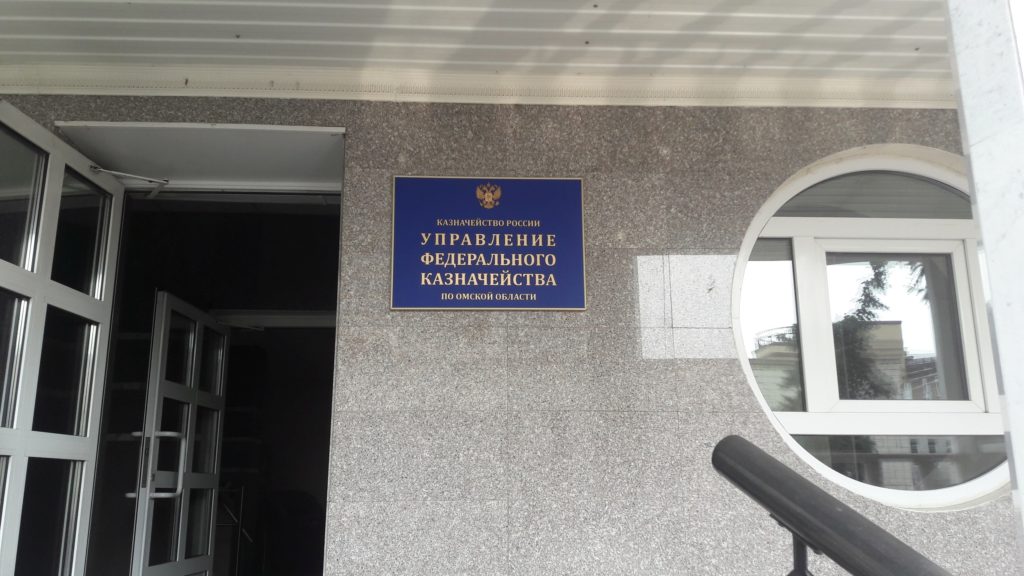 КАЗНАЧЕЙСТВО РОССИИ
УПРАВЛЕНИЕ
ФЕДЕРАЛЬНОГО
КАЗНАЧЕЙСТВА
ПО ОМСКОЙ ОБЛАСТИ